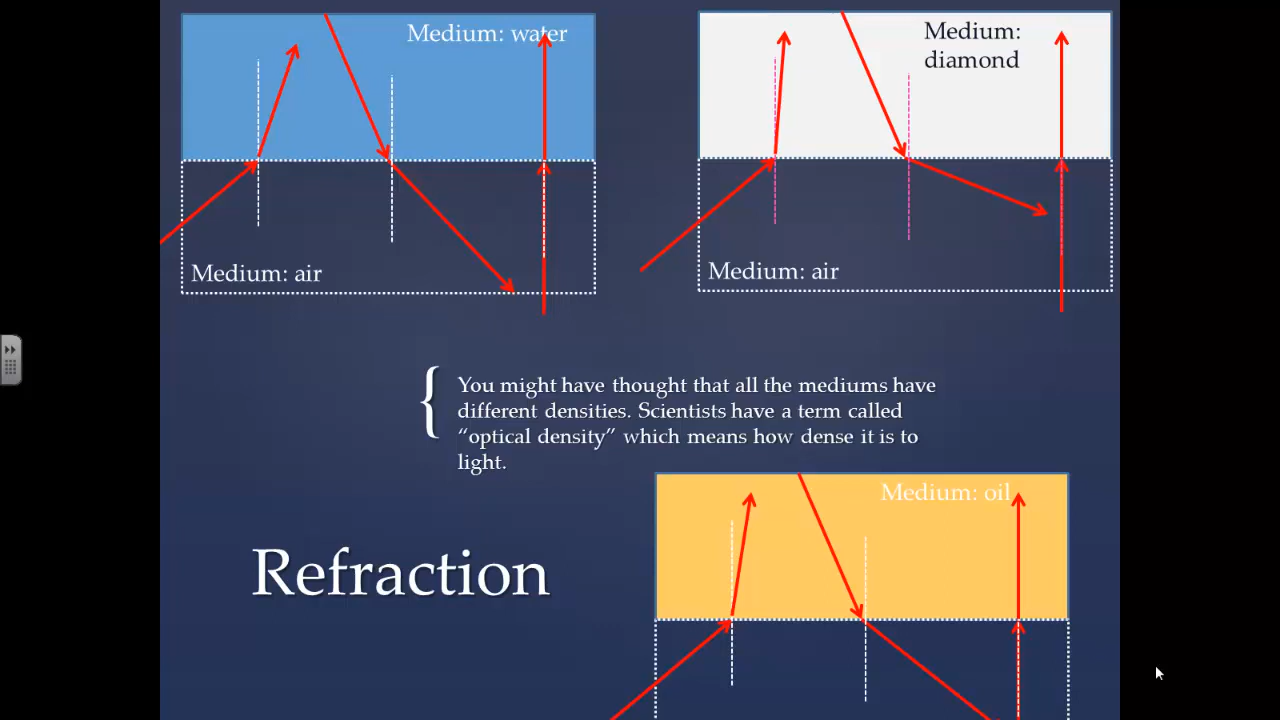 Medium: water
Medium: air
Medium:
diamond
Medium: air
You might have thought that all the mediums have
different densities. Scientists have a term called
“optical density” which means how dense it is to
light.
Medium: oil
Refraction